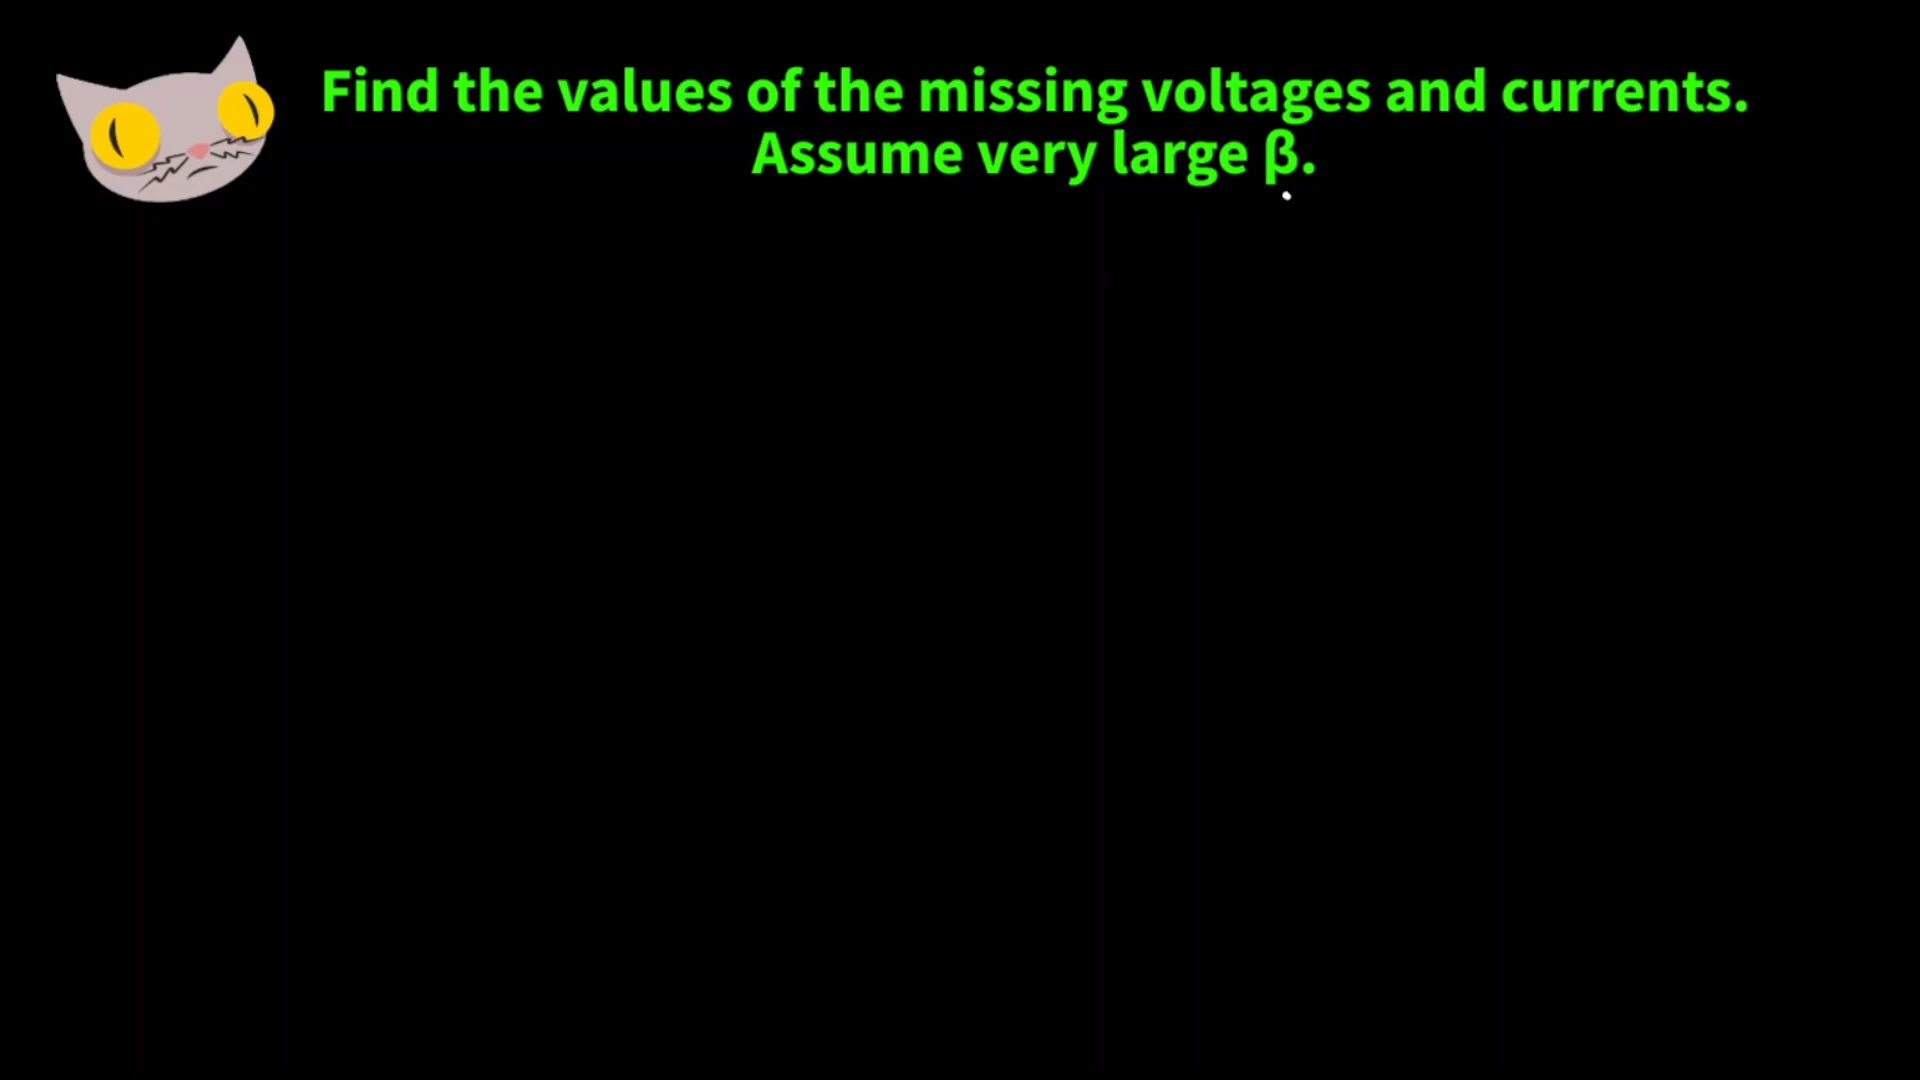 Find the values of the missing voltages and currents.
Assume very large β.